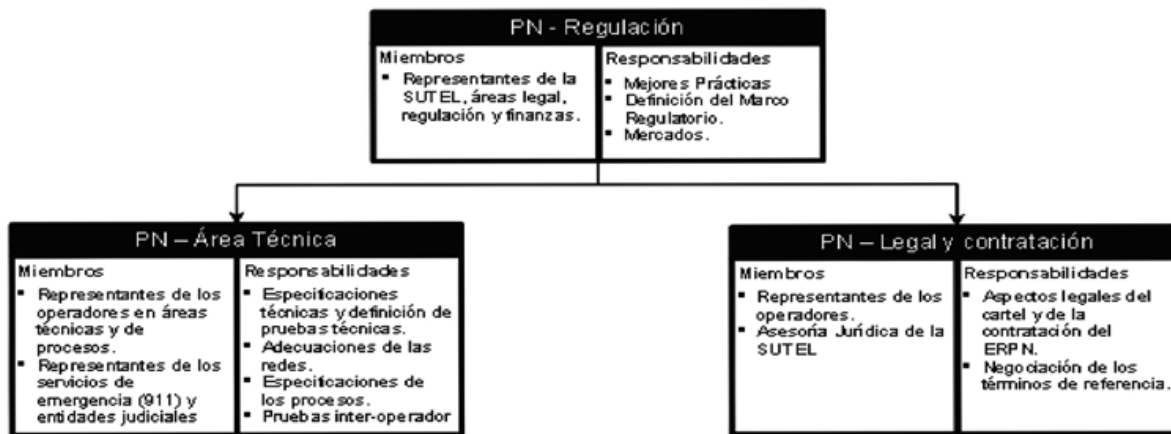 PN - Regulación
Miembros
▪ Representantes de la
SUTEL, áreas legal,
regulación y finanzas.
Responsabilidades
▪ Mejores Prácticas
▪ Definición del Marco
Regulatorio.
▪ Mercados.
PN – Área Técnica
Miembros
▪ Representantes de los
operadores en áreas
técnicas y de
procesos.
▪ Representantes de los
servicios de
emergencia (911) y
entidades judiciales
Responsabilidades
▪ Especificaciones
técnicas y definición de
pruebas técnicas.
▪ Adecuaciones de las
redes.
▪ Especificaciones de
los procesos.
▪ Pruebas inter-operador
PN – Legal y contratación
Miembros
▪ Representantes de los
operadores.
▪ Asesoría Jurídica de la
SUTEL
Responsabilidades
▪ Aspectos legales del
cartel y de la
contratación del
ERPN.
▪ Negociación de los
términos de referencia.